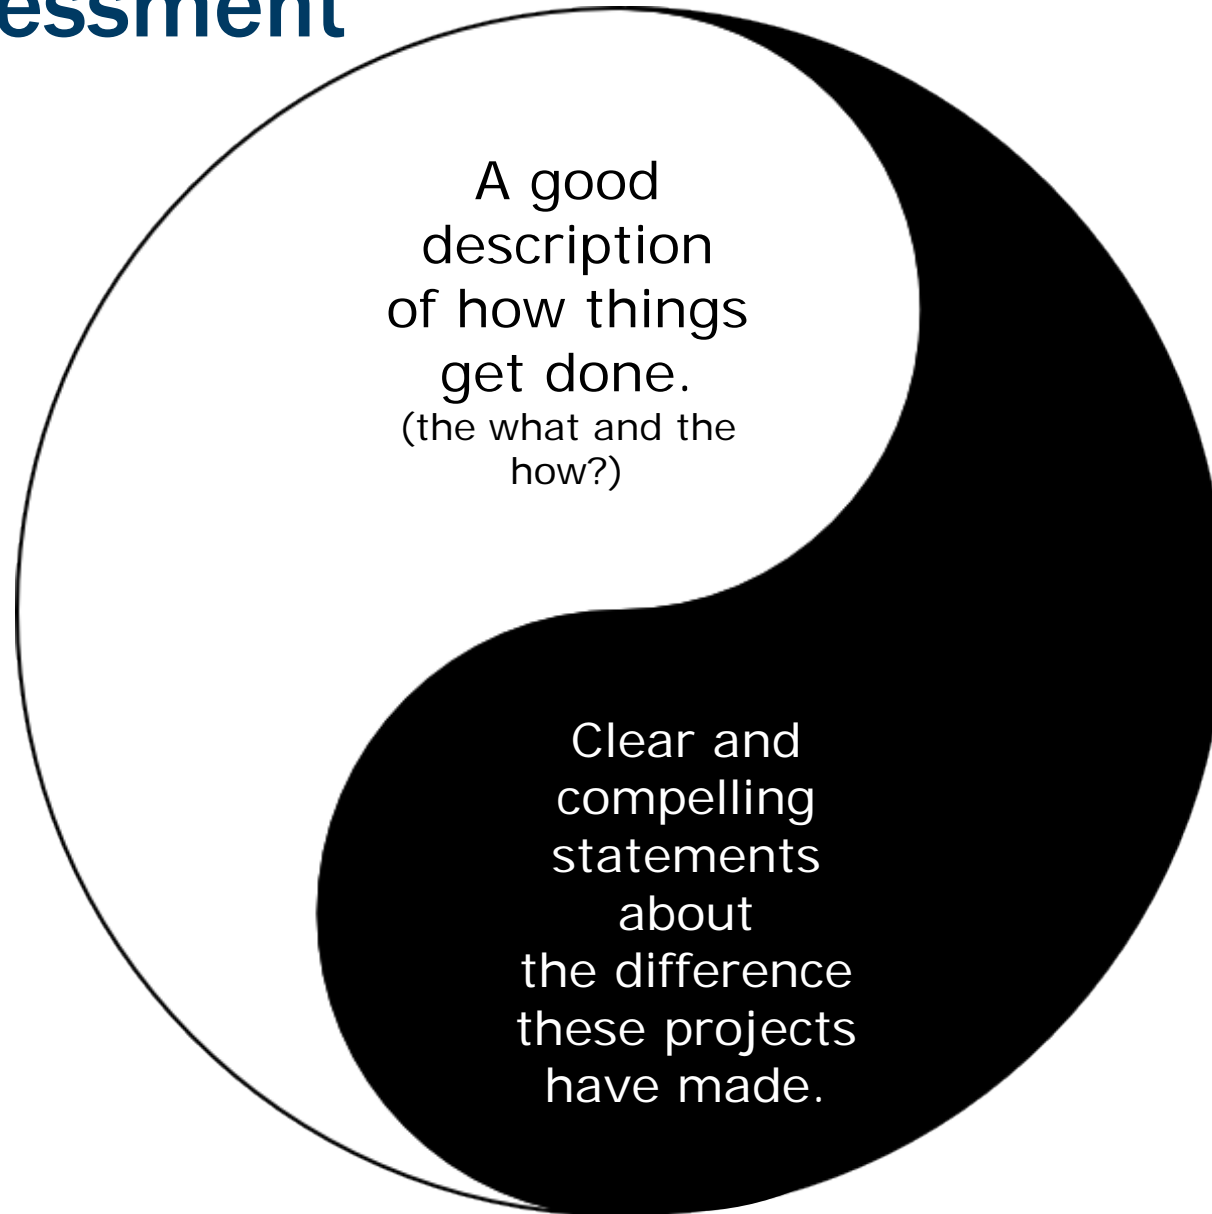 essment
A good
description
of how things
get done.
(the what and the
how?)
Clear and
compelling
statements
about
the difference
these projects
have made.